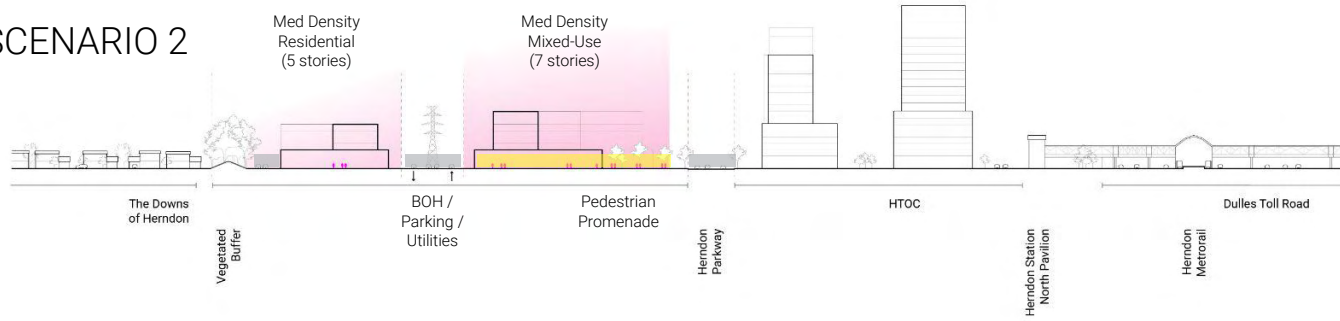 SCENARIO 2
Med Density
Residential
(5 stories)
Med Density
Mixed-Use
(7 stories)
The Downs
of Herndon
Vegetated
Buffer
BOH /
Parking /
Utilities
Pedestrian
Promenade
Herndon
Parkway
HTOC
Herndon Station
North Pavilion
Herndon
Metrorail
Dulles Toll Road